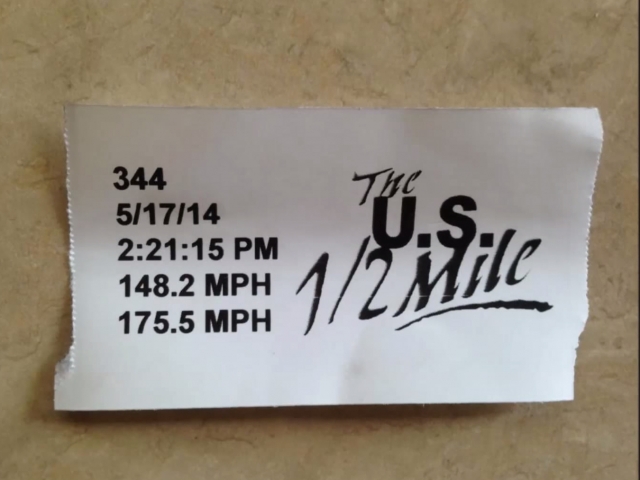 344
5/17/14
2:21:15 PM
148.2 MPH
175.5 MPH
The
U.S.
1/2 Mile